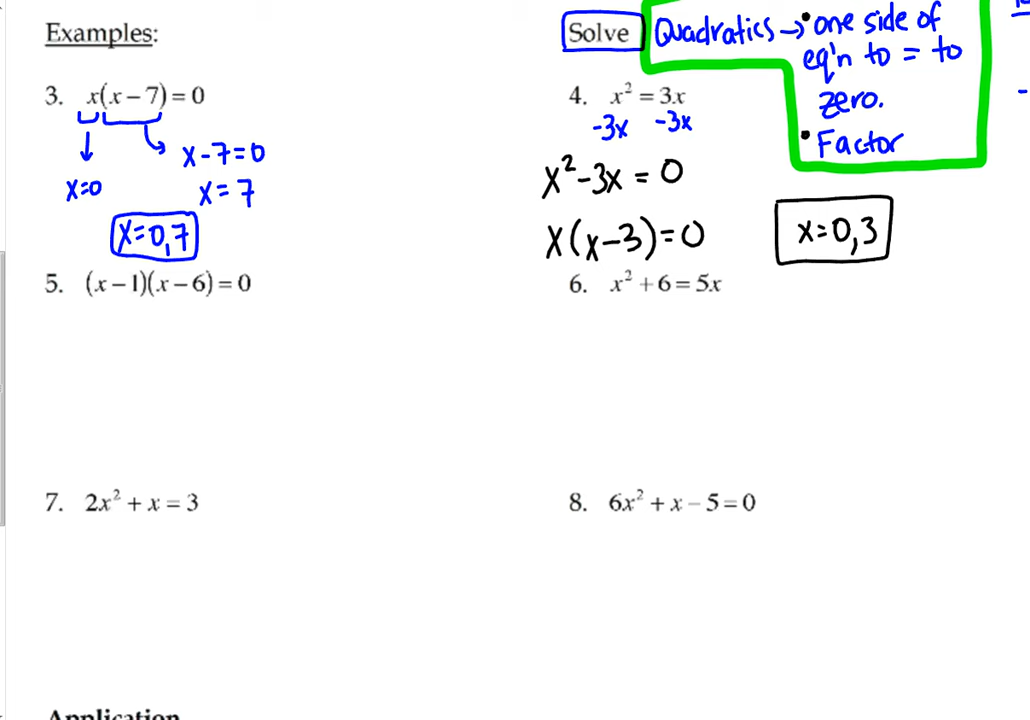 Examples:
Solve
Quadratics → • one side of
eq'n to = to
zero.
• Factor
3. x(x − 7) = 0
x=0
x-7=0
x=7
x=0,7
4. x² = 3x
-3x -3x
x²-3x=0
x(x-3)=0
x=0,3
5. (x − 1)(x − 6) = 0
6. x² + 6 = 5x
7. 2x² + x = 3
8. 6x² + x − 5 = 0
Application